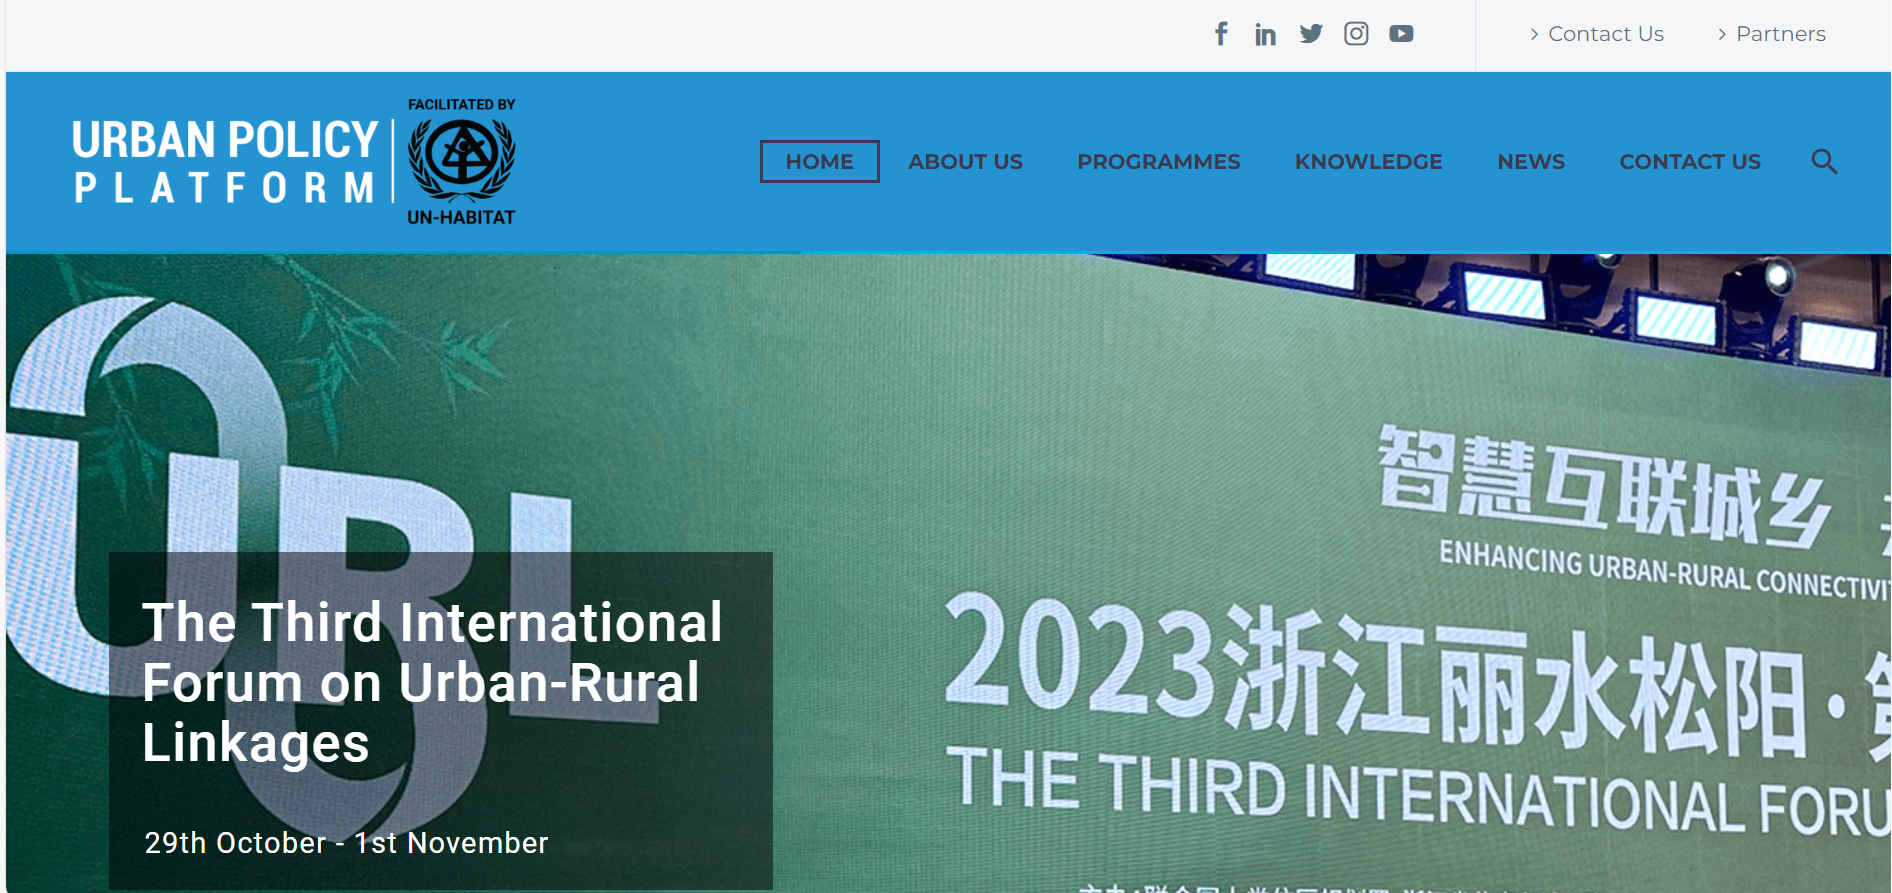 Contact Us
Partners
URBAN POLICY
PLATFORM
FACILITATED BY
UN-HABITAT
HOME
ABOUT US
PROGRAMMES
KNOWLEDGE
NEWS
CONTACT US
URL
智慧互联城乡
ENHANCING URBAN-RURAL
2023浙江丽水松阳·
THE THIRD INTERNATIONAL
The Third International
Forum on Urban-Rural
Linkages
29th October - 1st November